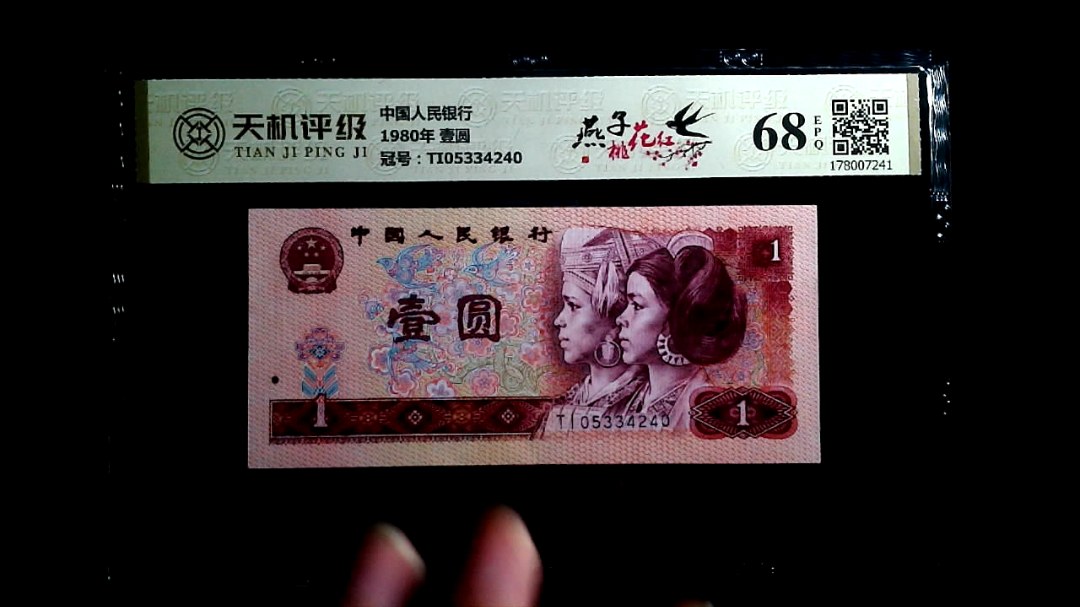 天机评级
TIAN JI PING JI
中国人民银行
1980年 壹圆
冠号：TI05334240
燕子
桃花红
68
EPQ
178007241
中国人民银行
1
壹圆
1
TI05334240
1